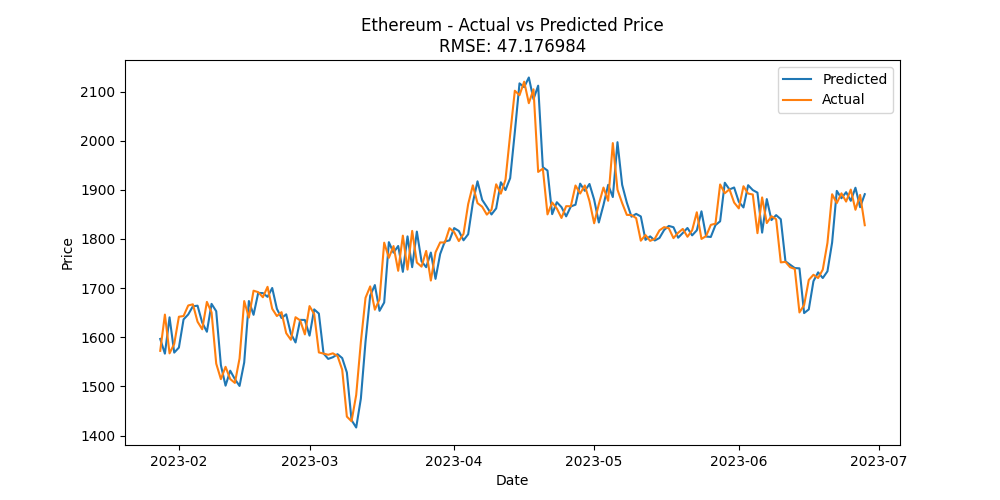 Ethereum - Actual vs Predicted Price
RMSE: 47.176984
Predicted
Actual
Price
2100
2000
1900
1800
1700
1600
1500
1400
2023-02
2023-03
2023-04
2023-05
2023-06
2023-07
Date